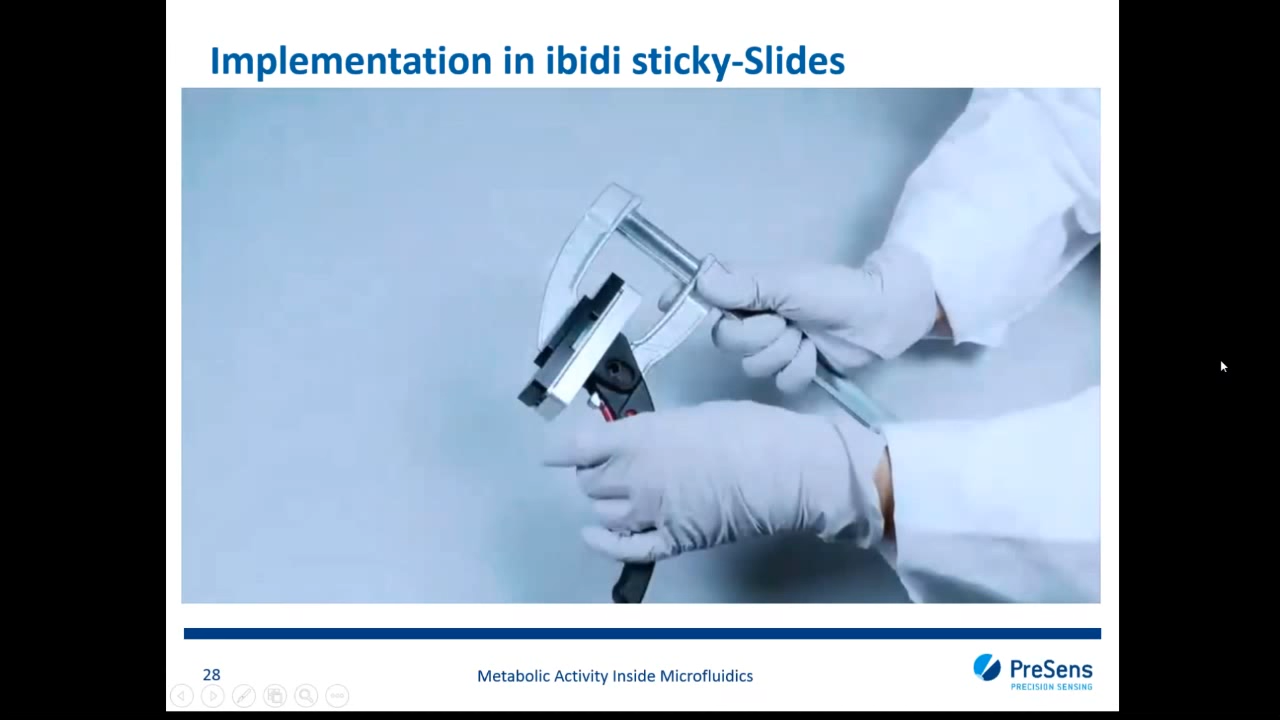 Implementation in ibidi sticky-Slides
28
Metabolic Activity Inside Microfluidics
PreSens
PRECISION SENSING